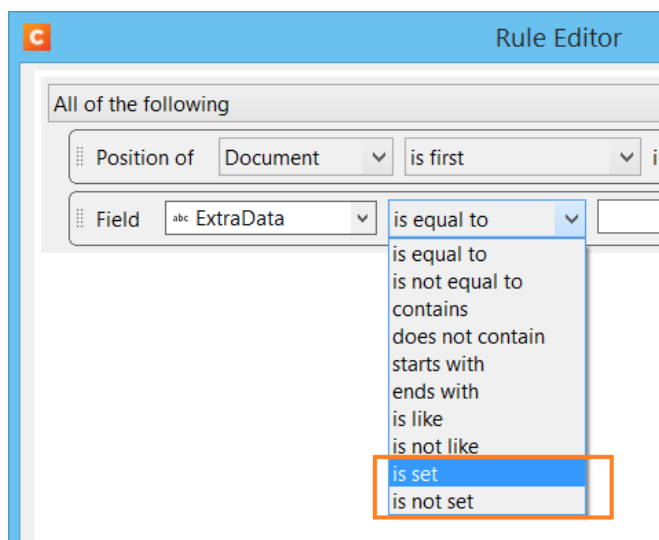 C Rule Editor
All of the following
Position of Document is first i
Field abc ExtraData is equal to
is equal to
is not equal to
contains
does not contain
starts with
ends with
is like
is not like
is set
is not set